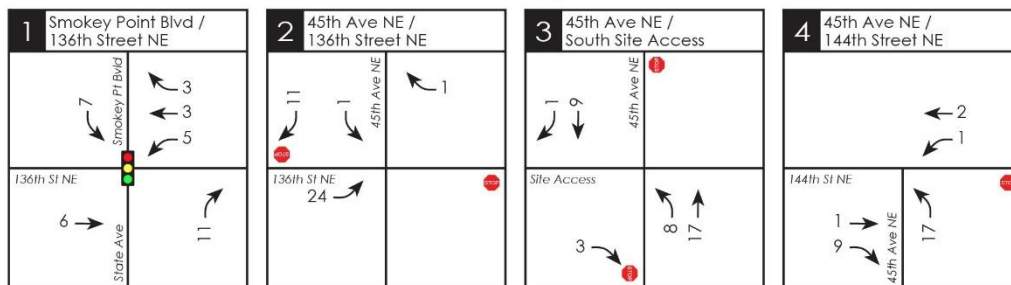 1
Smokey Point Blvd /
136th Street NE
Smokey Pt Bvld
3
3
5
7
136th St NE
6
11
State Ave
2
45th Ave NE /
136th Street NE
45th Ave NE
1
11
1
STOP
136th St NE
24
STOP
3
45th Ave NE /
South Site Access
STOP
45th Ave NE
1
9
Site Access
3
8
17
STOP
4
45th Ave NE /
144th Street NE
2
1
144th St NE
STOP
1
9
45th Ave NE
17